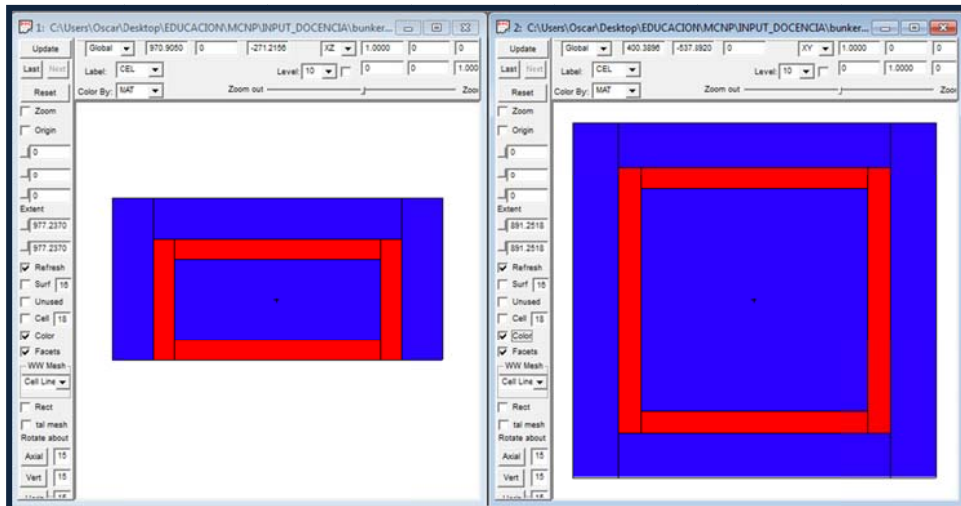 1: C:\Users\Oscar\Desktop\EDUCACION\MCNP\INPUT_DOCENCIA\bunker...
Update Global 970.9050 0 -271.2156 XZ 1.0000 0 0
Last Next Label: CEL Level: 10 0 0 1.000
Reset Color By: MAT Zoom out Zoo
Zoom
Origin
0
0
0
Extent
977.2370
977.2370
Refresh
Surf 16
Unused
Cell 18
Color
Facets
WW Mesh
Cell Line
Rect
tal mesh
Rotate about
Axial 15
Vert 15
15
2: C:\Users\Oscar\Desktop\EDUCACION\MCNP\INPUT_DOCENCIA\bunker...
Update Global 400.3896 -537.8920 0 XY 1.0000 0 0
Last Next Label: CEL Level: 10 0 1.0000 0
Reset Color By: MAT Zoom out Zoo
Zoom
Origin
0
0
0
Extent
891.2518
891.2518
Refresh
Surf 16
Unused
Cell 18
Color
Facets
WW Mesh
Cell Line
Rect
tal mesh
Rotate about
Axial 15
Vert 15
15